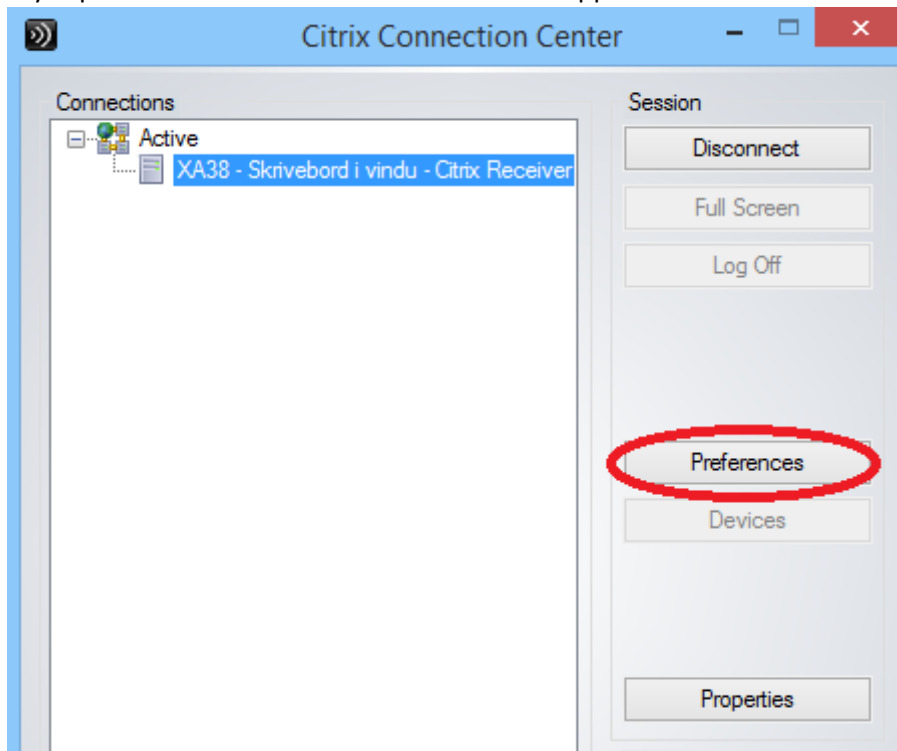 Citrix Connection Center
Connections
Active
XA38 - Skrivebord i vindu - Citrix Receiver
Session
Disconnect
Full Screen
Log Off
Preferences
Devices
Properties